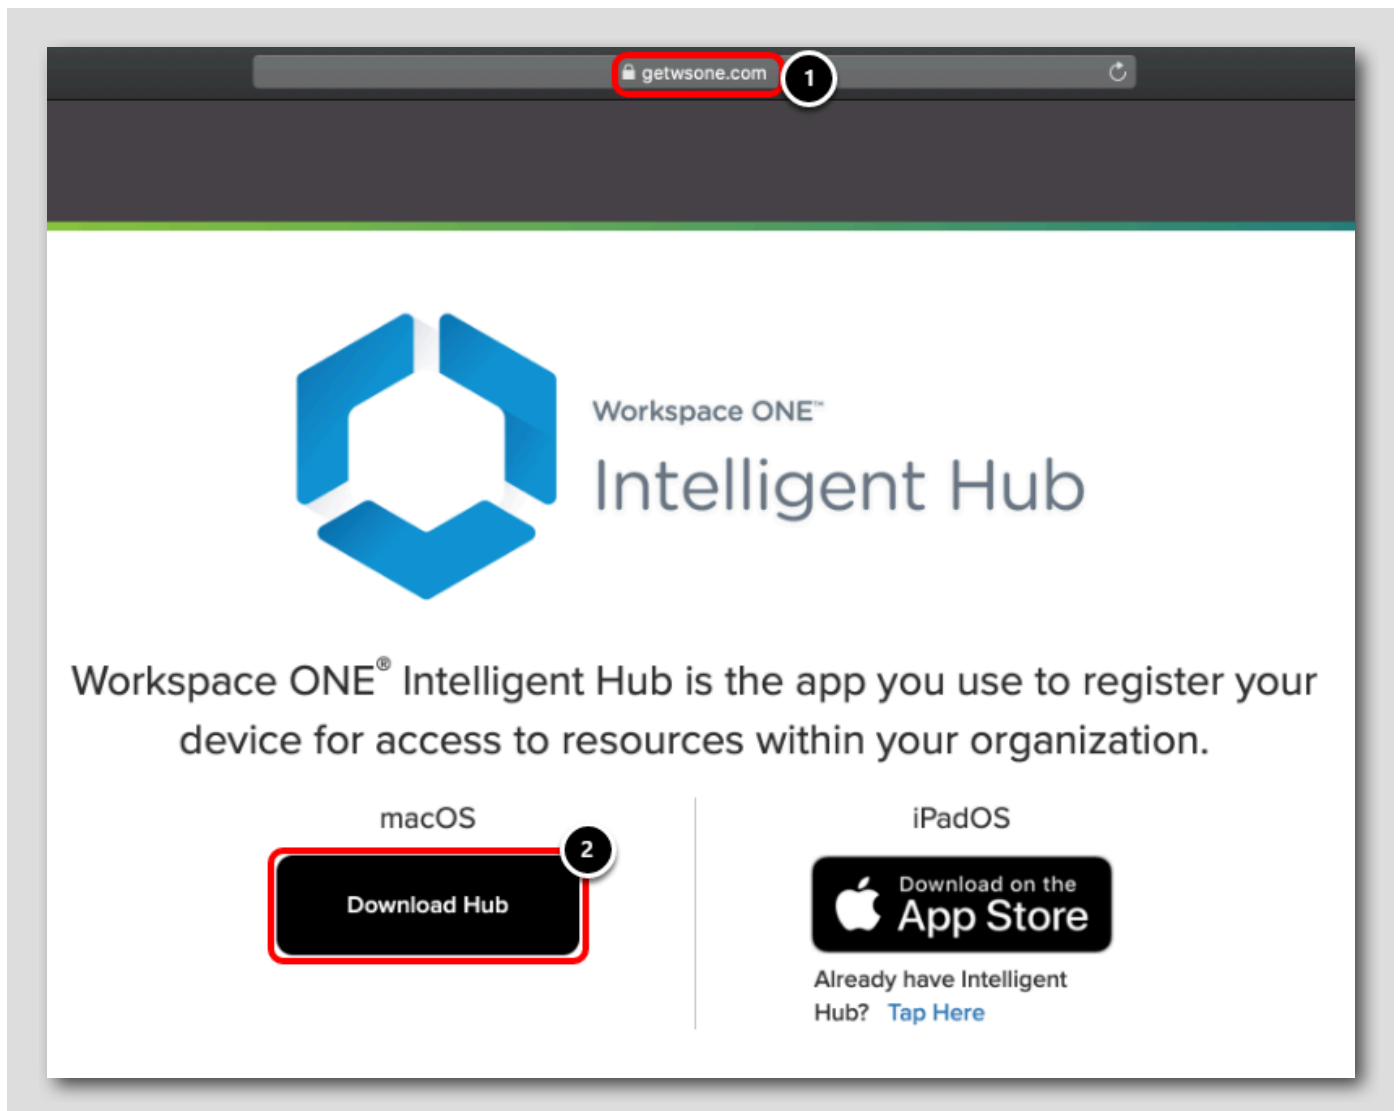 getwsone.com
1
Workspace ONE™
Intelligent Hub
Workspace ONE® Intelligent Hub is the app you use to register your
device for access to resources within your organization.
macOS
2
Download Hub
iPadOS
Download on the
App Store
Already have Intelligent
Hub? Tap Here